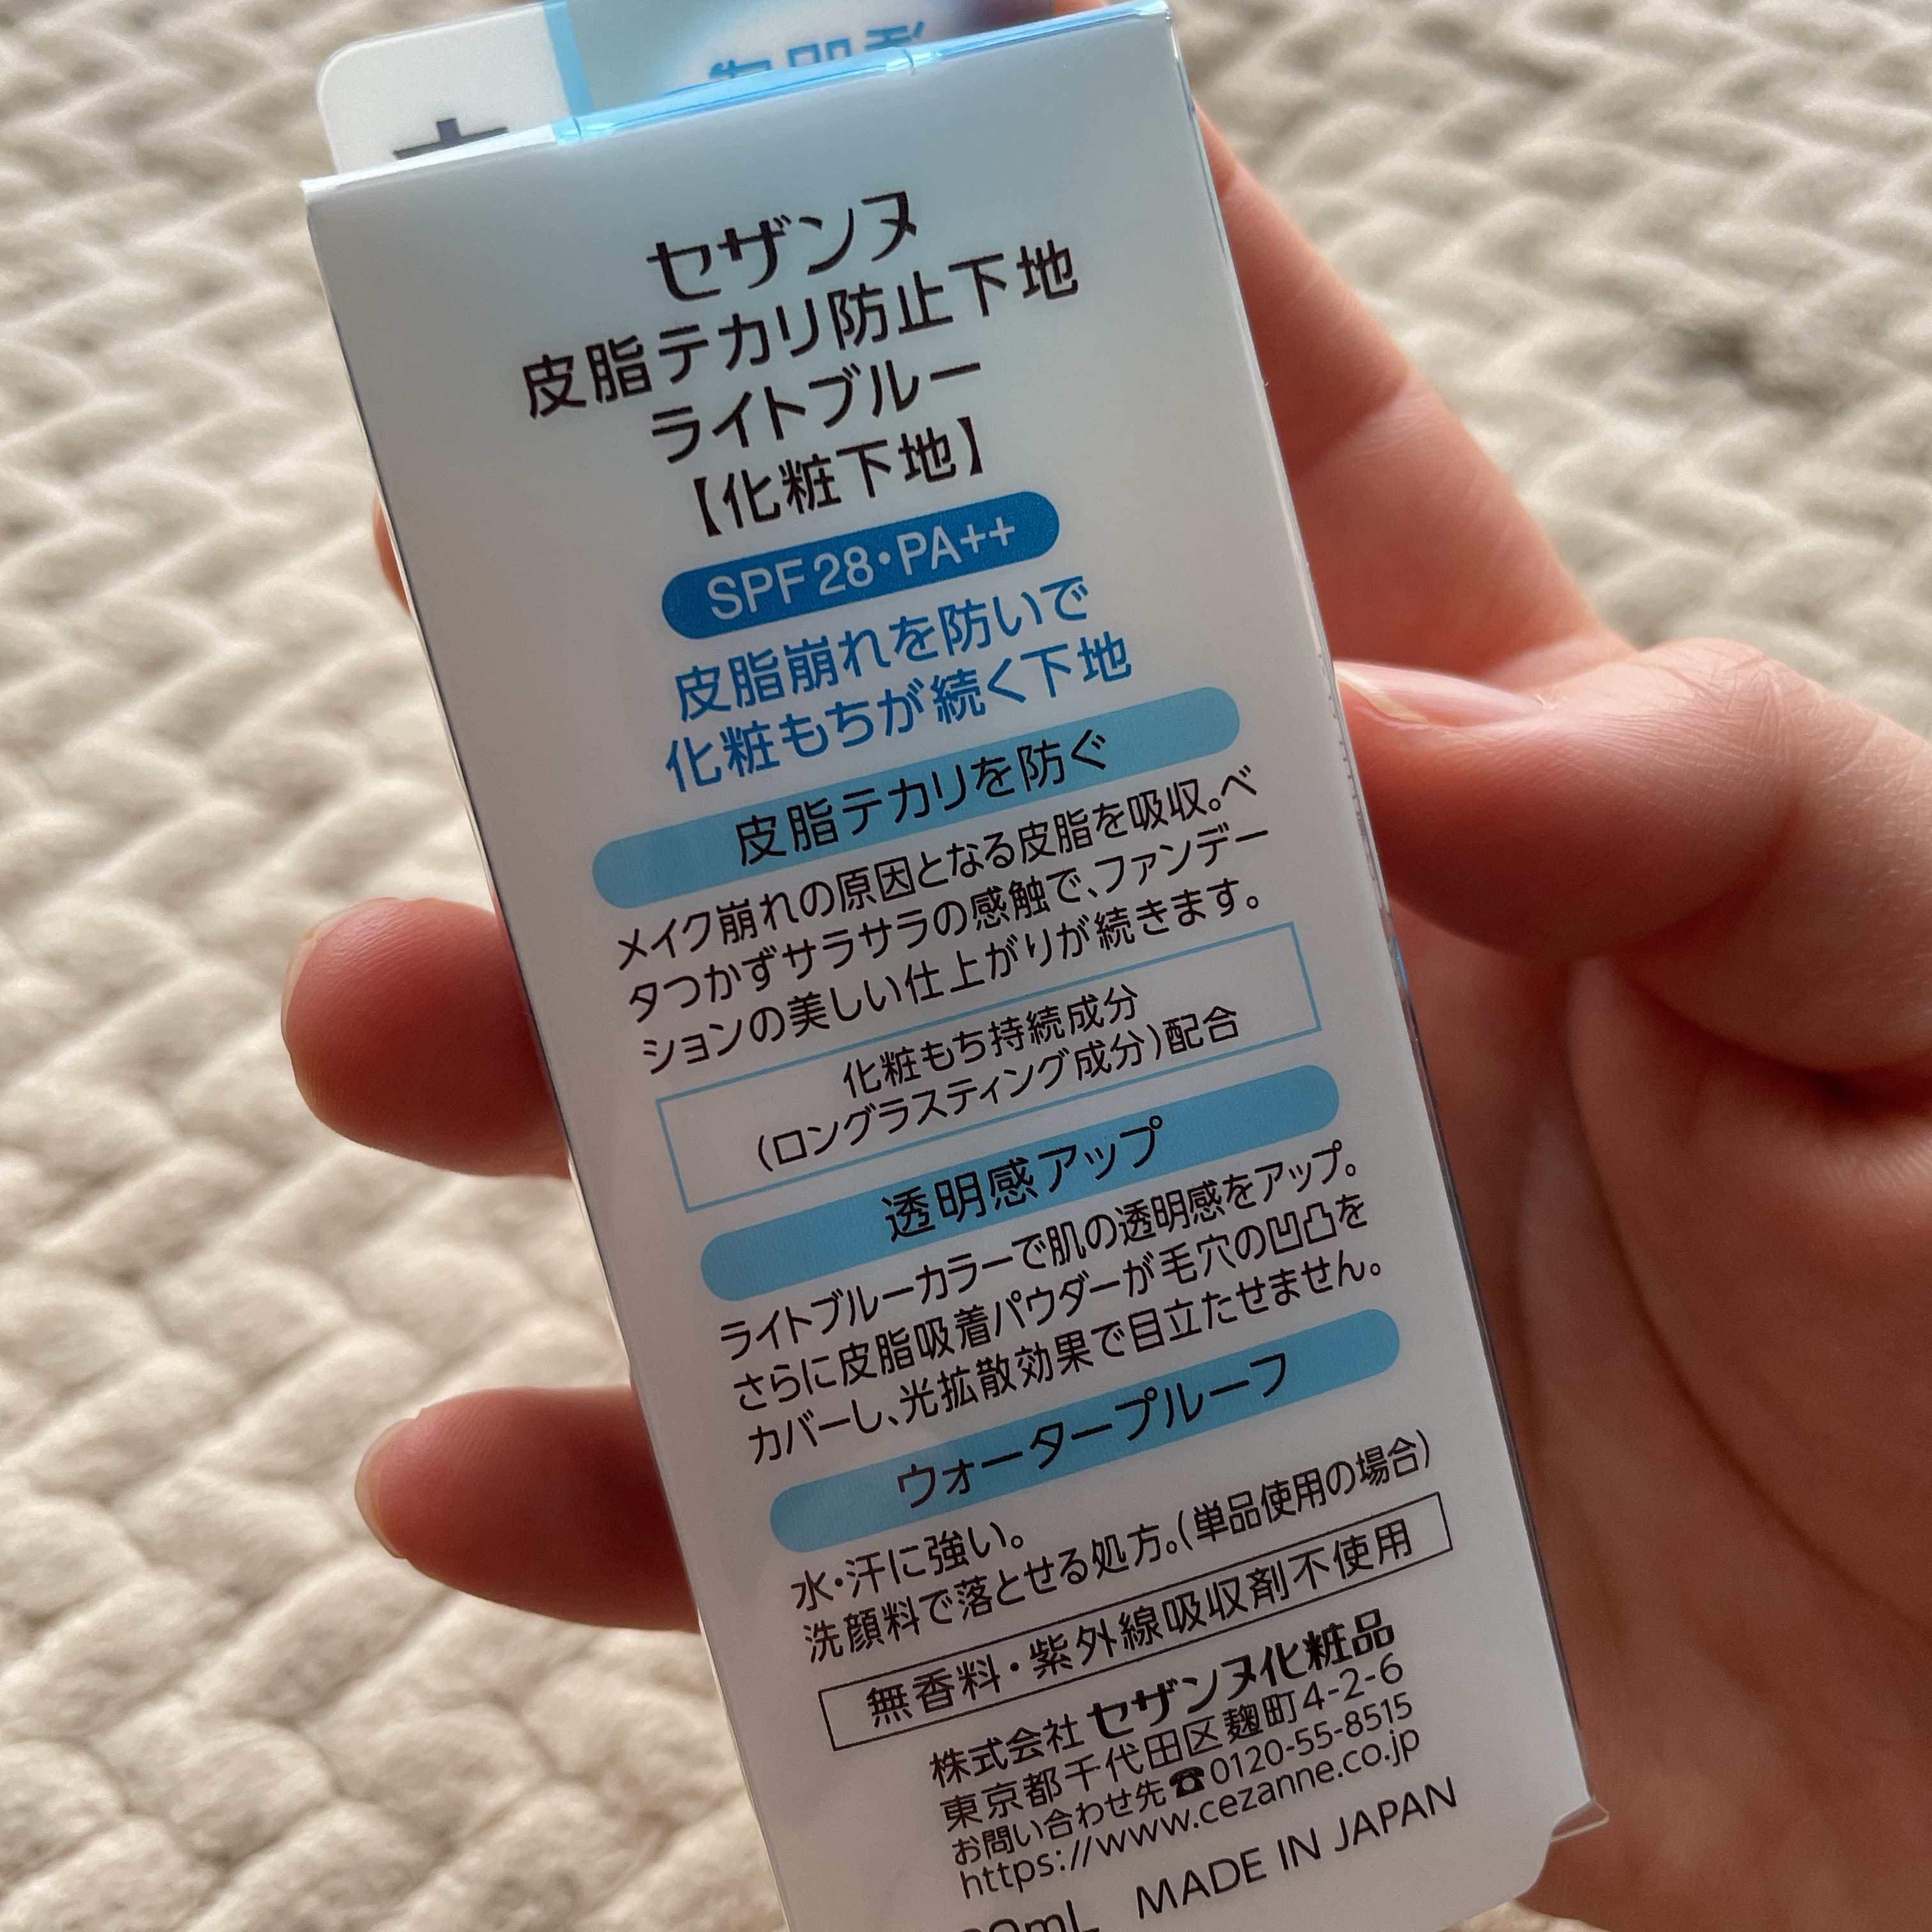 セザンヌ
皮脂テカリ防止下地
ライトブルー
【化粧下地】
SPF28・PA++
皮脂崩れを防いで
化粧もちが続く下地
皮脂テカリを防ぐ
メイク崩れの原因となる皮脂を吸収。ベ
タつかずサラサラの感触で、ファンデー
ションの美しい仕上がりが続きます。
化粧もち持続成分
(ロングラスティング成分)配合
透明感アップ
ライトブルーカラーで肌の透明感をアップ。
さらに皮脂吸着パウダーが毛穴の凹凸を
カバーし、光拡散効果で目立たせません。
ウォータープルーフ
水・汗に強い。
洗顔料で落とせる処方。(単品使用の場合)
無香料・紫外線吸収剤不使用
株式会社 セザンヌ化粧品
東京都千代田区麹町4-2-6
お問い合わせ先☎0120-55-8515
https://www.cezanne.co.jp
MADE IN JAPAN